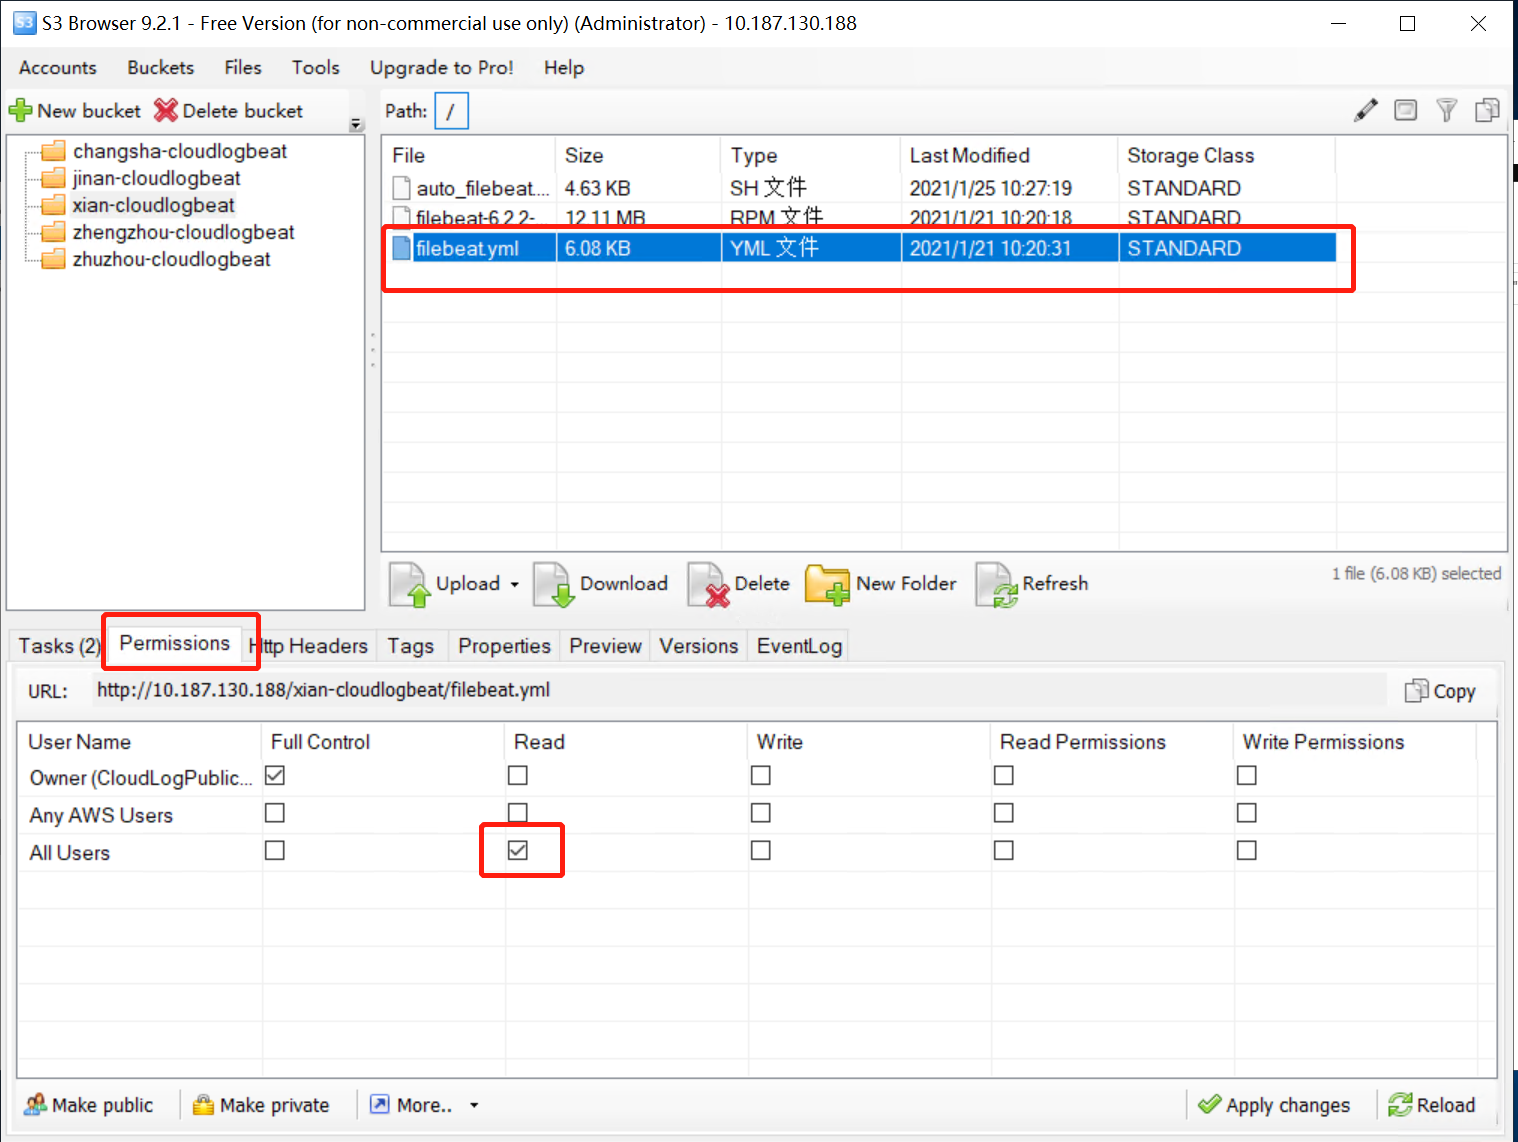 S3 Browser 9.2.1 - Free Version (for non-commercial use only) (Administrator) - 10.187.130.188
Accounts Buckets Files Tools Upgrade to Pro! Help
New bucket Delete bucket
Path: /
changsha-cloudlogbeat
jinan-cloudlogbeat
xian-cloudlogbeat
zhengzhou-cloudlogbeat
zhuzhou-cloudlogbeat
File Size Type Last Modified Storage Class
auto_filebeat.... 4.63 KB SH 文件 2021/1/25 10:27:19 STANDARD
filebeat-6.2.2- 12.11 MB RPM 文件 2021/1/21 10:20:18 STANDARD
filebeat.yml 6.08 KB YML 文件 2021/1/21 10:20:31 STANDARD
Upload Download Delete New Folder Refresh
1 file (6.08 KB) selected
Tasks (2) Permissions Http Headers Tags Properties Preview Versions EventLog
URL: http://10.187.130.188/xian-cloudlogbeat/filebeat.yml Copy
User Name Full Control Read Write Read Permissions Write Permissions
Owner (CloudLogPublic...
Any AWS Users
All Users
Make public Make private More.. Apply changes Reload